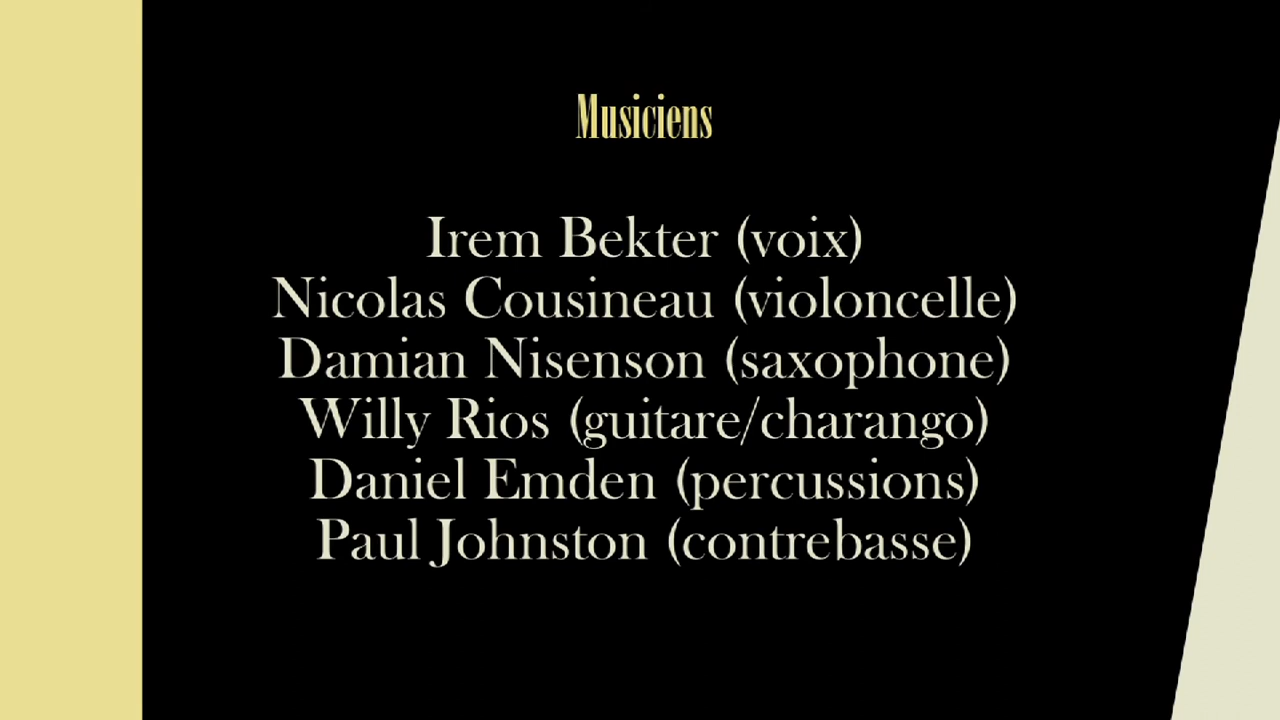 Musiciens
Irem Bekter (voix)
Nicolas Cousineau (violoncelle)
Damian Nisenson (saxophone)
Willy Rios (guitare/charango)
Daniel Emden (percussions)
Paul Johnston (contrebasse)